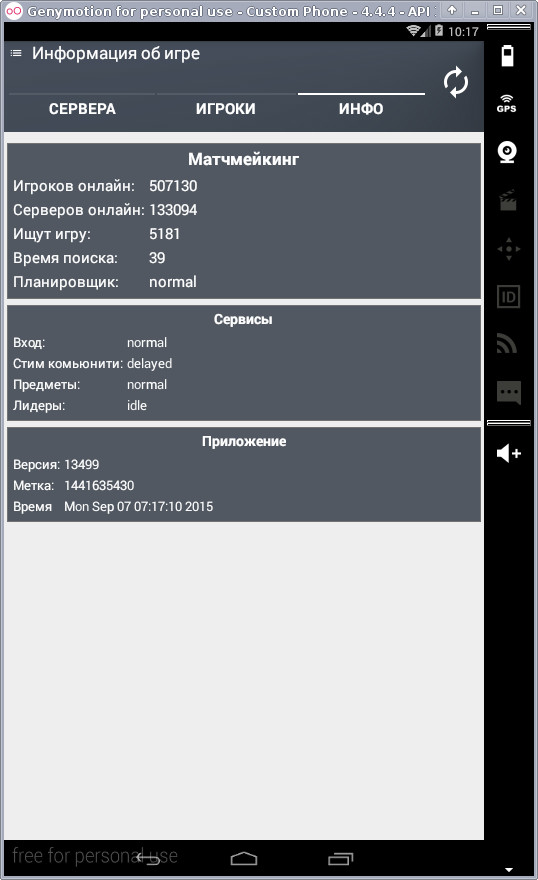 Genymotion for personal use - Custom Phone - 4.4.4 - API
10:17
Информация об игре
СЕРВЕРА ИГРОКИ ИНФО
GPS
Матчмейкинг
Игроков онлайн: 507130
Серверов онлайн: 133094
Ищут игру: 5181
Время поиска: 39
Планировщик: normal
ID
Сервисы
Вход: normal
Стим комьюнити: delayed
Предметы: normal
Лидеры: idle
Приложение
Версия: 13499
Метка: 1441635430
Время Mon Sep 07 07:17:10 2015
free for personal use